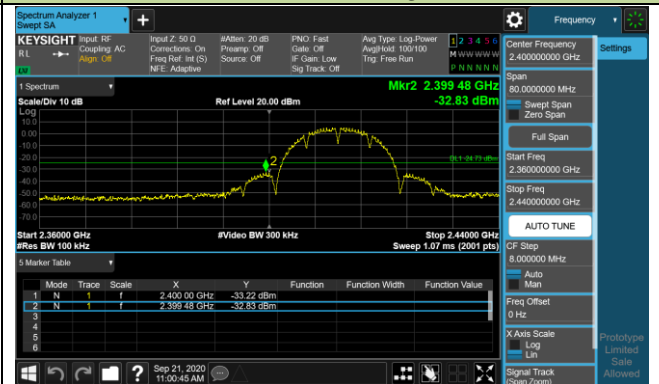 Spectrum Analyzer 1
Swept SA
+
Frequency
KEYSIGHT
RL
Input: RF
Coupling: AC
Align: Off
Input Z: 50 Ω
Corrections: On
Freq Ref: Int (S)
NFE: Adaptive
#Atten: 20 dB
Preamp: Off
Source: Off
PNO: Fast
Gate: Off
IF Gain: Low
Sig Track: Off
Avg Type: Log-Power
Avg|Hold: 100/100
Trig: Free Run
1 2 3 4 5 6
M W W W W W
P N N N N N
LXI
1 Spectrum
Scale/Div 10 dB
Ref Level 20.00 dBm
Mkr2 2.399 48 GHz
-32.83 dBm
Log
10.0
0.00
-10.0
-20.0
-30.0
-40.0
-50.0
-60.0
-70.0
2
DL1 -24.73 dBm
Start 2.36000 GHz
#Res BW 100 kHz
#Video BW 300 kHz
Stop 2.44000 GHz
Sweep 1.07 ms (2001 pts)
5 Marker Table
Mode Trace Scale X Y Function Function Width Function Value
1 N 1 f 2.400 00 GHz -33.22 dBm
2 N 1 f 2.399 48 GHz -32.83 dBm
3
4
5
6
Sep 21, 2020
11:00:45 AM
?
Center Frequency
2.400000000 GHz
Span
80.0000000 MHz
Swept Span
Zero Span
Full Span
Start Freq
2.360000000 GHz
Stop Freq
2.440000000 GHz
AUTO TUNE
CF Step
8.000000 MHz
Auto
Man
Freq Offset
0 Hz
X Axis Scale
Log
Lin
Signal Track
(Span Zoom)
Settings
Prototype
Limited
Sale
Allowed